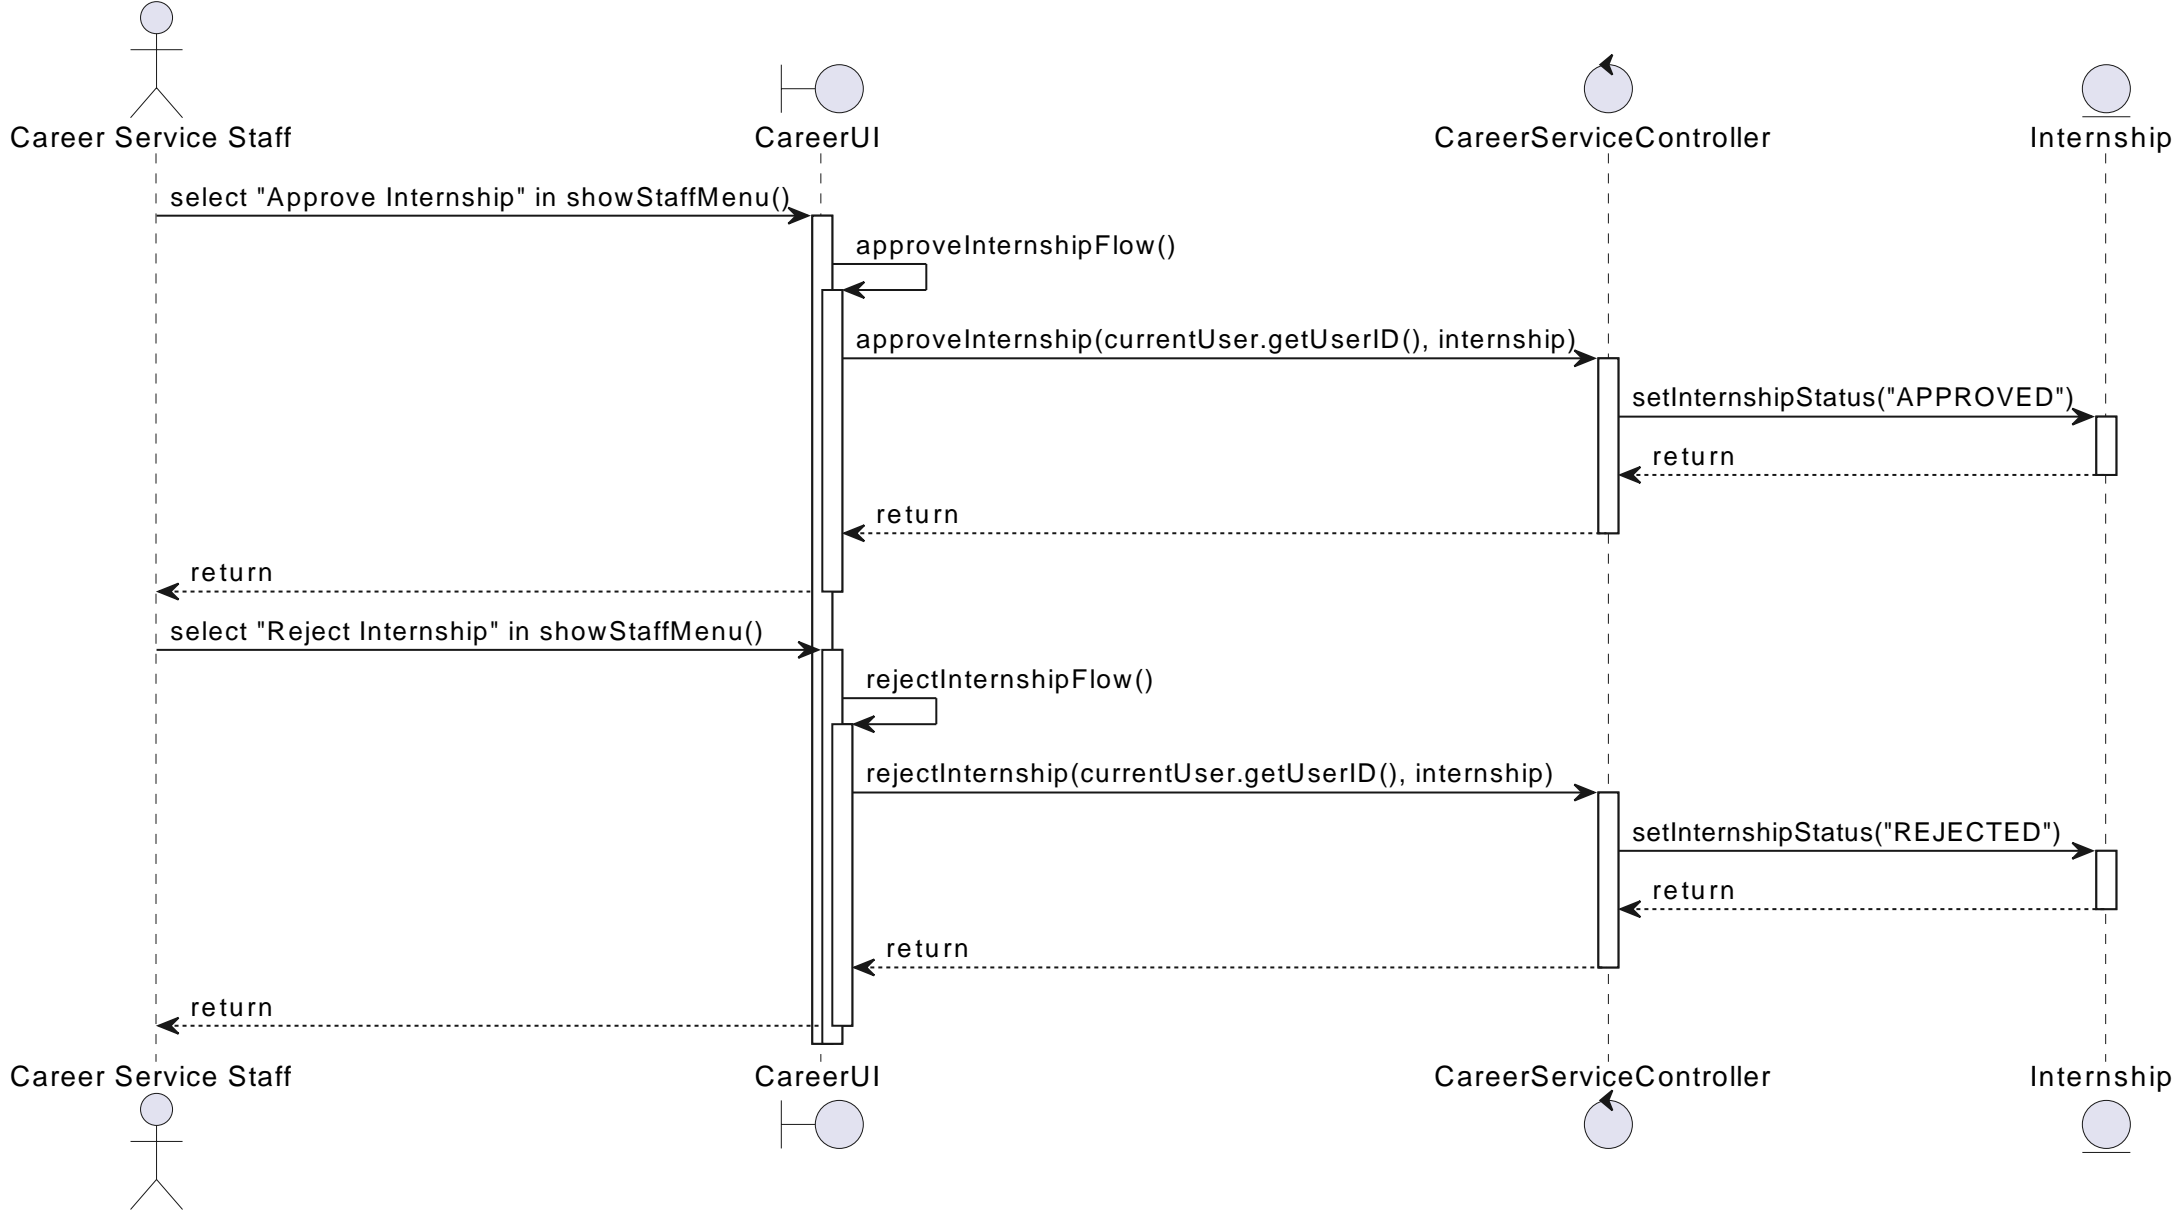 Career Service Staff
CareerUI
CareerServiceController
Internship
select "Approve Internship" in showStaffMenu()
approveInternshipFlow()
approveInternship(currentUser.getUserID(), internship)
setInternshipStatus("APPROVED")
return
return
return
select "Reject Internship" in showStaffMenu()
rejectInternshipFlow()
rejectInternship(currentUser.getUserID(), internship)
setInternshipStatus("REJECTED")
return
return
return
Career Service Staff
CareerUI
CareerServiceController
Internship